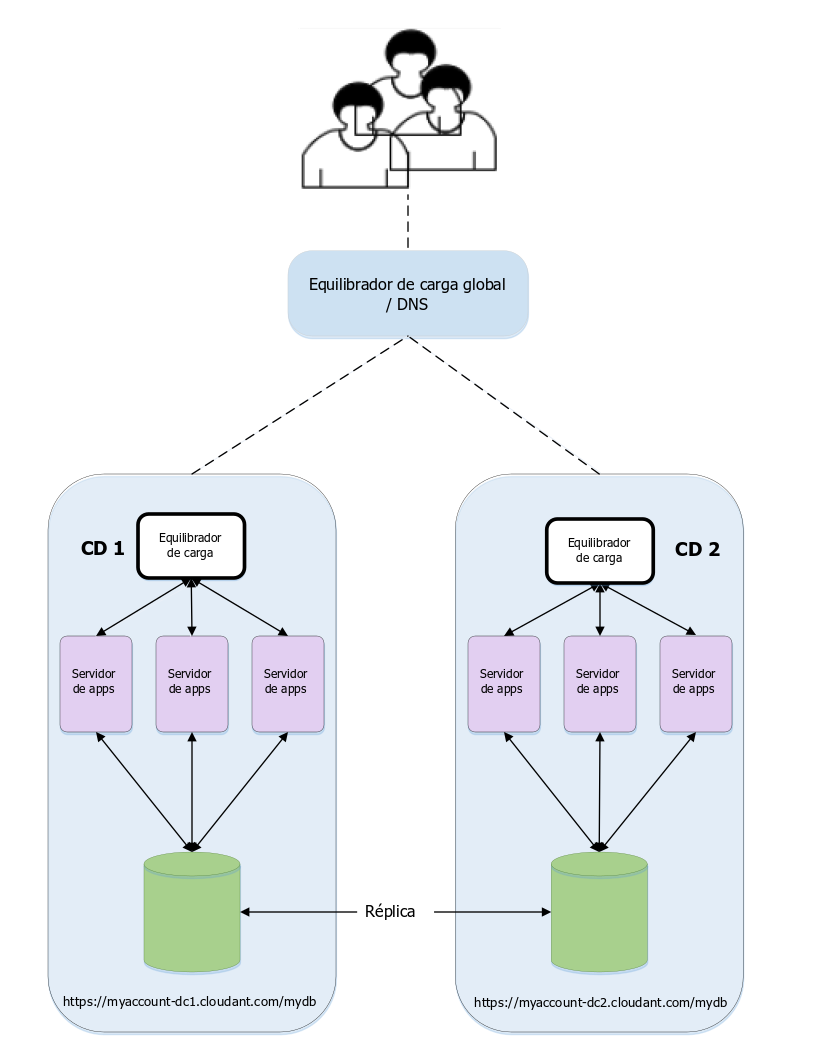 Equilibrador de carga global
/ DNS
CD 1
Equilibrador
de carga
Servidor
de apps
Servidor
de apps
Servidor
de apps
https://myaccount-dc1.cloudant.com/mydb
Réplica
CD 2
Equilibrador
de carga
Servidor
de apps
Servidor
de apps
Servidor
de apps
https://myaccount-dc2.cloudant.com/mydb